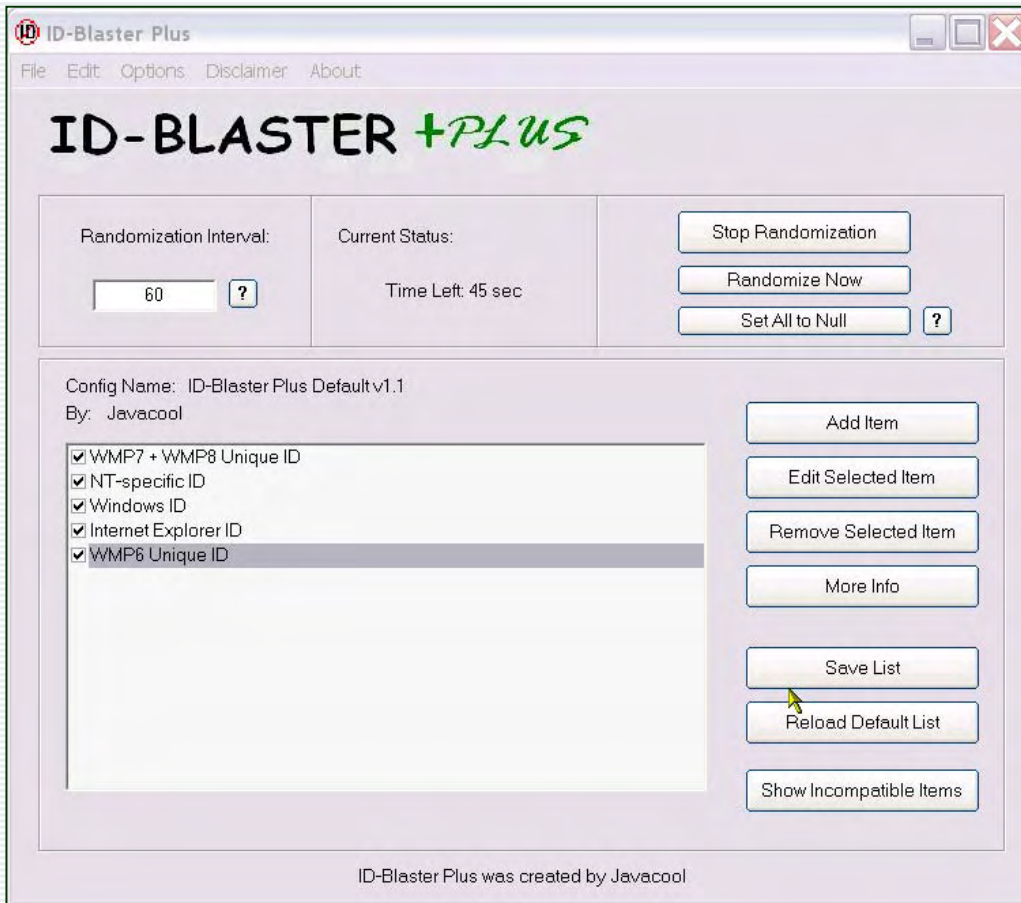 ID ID-Blaster Plus
File Edit Options Disclaimer About
ID-BLASTER +PLUS
Randomization Interval:
60 ?
Current Status:
Time Left: 45 sec
Stop Randomization
Randomize Now
Set All to Null ?
Config Name: ID-Blaster Plus Default v1.1
By: Javacool
WMP7 + WMP8 Unique ID
NT-specific ID
Windows ID
Internet Explorer ID
WMP6 Unique ID
Add Item
Edit Selected Item
Remove Selected Item
More Info
Save List
Reload Default List
Show Incompatible Items
ID-Blaster Plus was created by Javacool